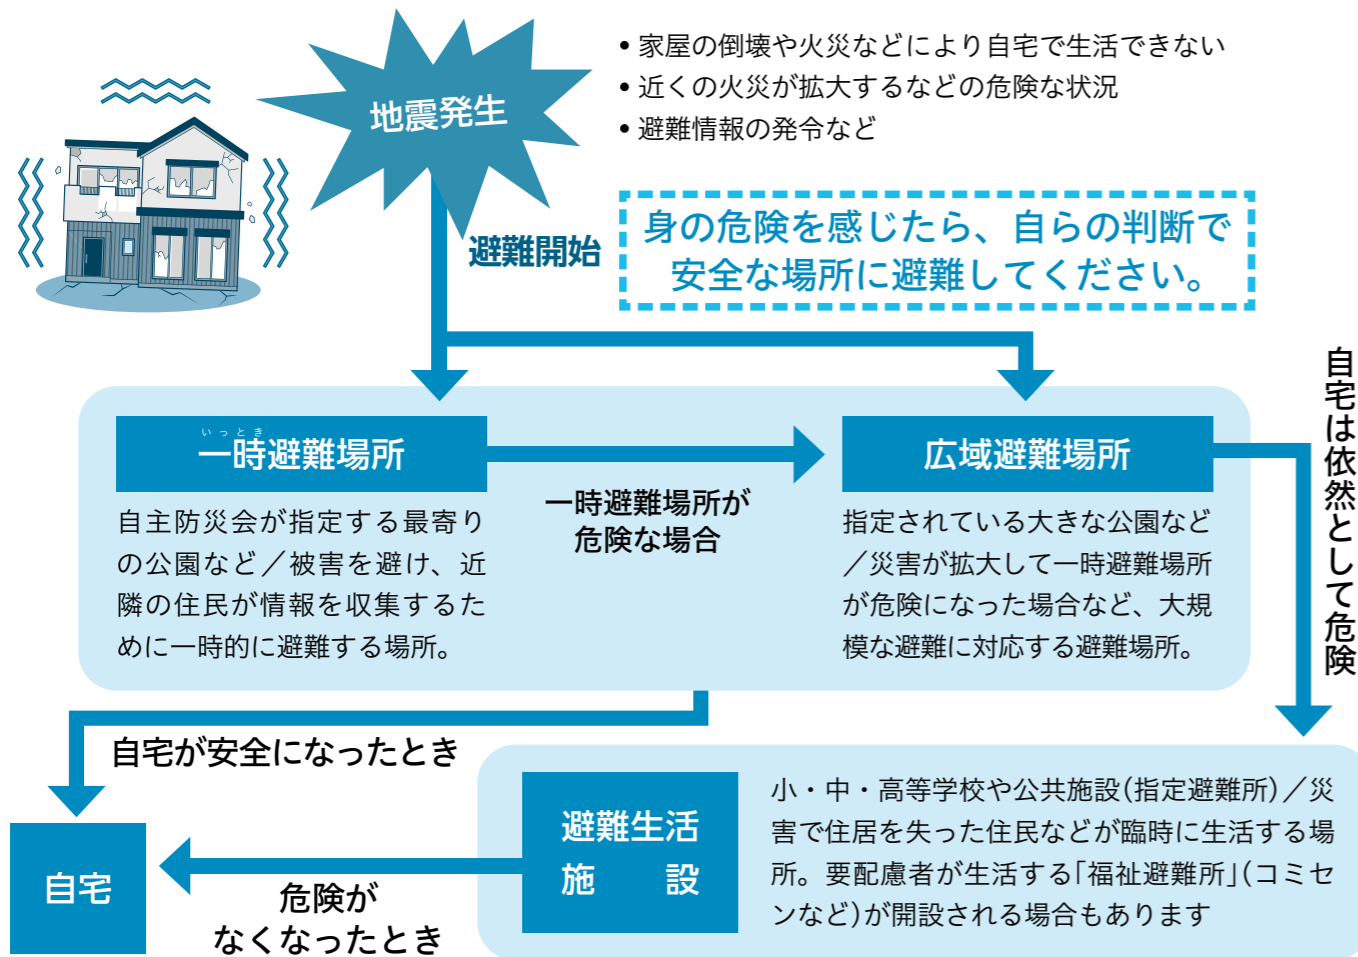 地震発生
• 家屋の倒壊や火災などにより自宅で生活できない
• 近くの火災が拡大するなどの危険な状況
• 避難情報の発令など
避難開始
身の危険を感じたら、自らの判断で
安全な場所に避難してください。
いっとき
一時避難場所
自主防災会が指定する最寄り
の公園など／被害を避け、近
隣の住民が情報を収集するた
めに一時的に避難する場所。
一時避難場所が
危険な場合
広域避難場所
指定されている大きな公園など
／災害が拡大して一時避難場所
が危険になった場合など、大規
模な避難に対応する避難場所。
自宅は依然として危険
自宅が安全になったとき
避難生活
施　設
小・中・高等学校や公共施設(指定避難所)／災
害で住居を失った住民などが臨時に生活する場
所。要配慮者が生活する「福祉避難所」(コミセ
ンなど)が開設される場合もあります
自宅
危険が
なくなったとき